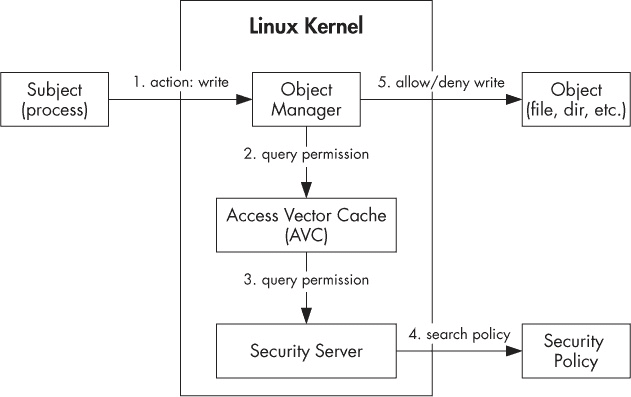 Linux Kernel
Subject
(process)
1. action: write
Object
Manager
5. allow/deny write
Object
(file, dir, etc.)
2. query permission
Access Vector Cache
(AVC)
3. query permission
Security Server
4. search policy
Security
Policy